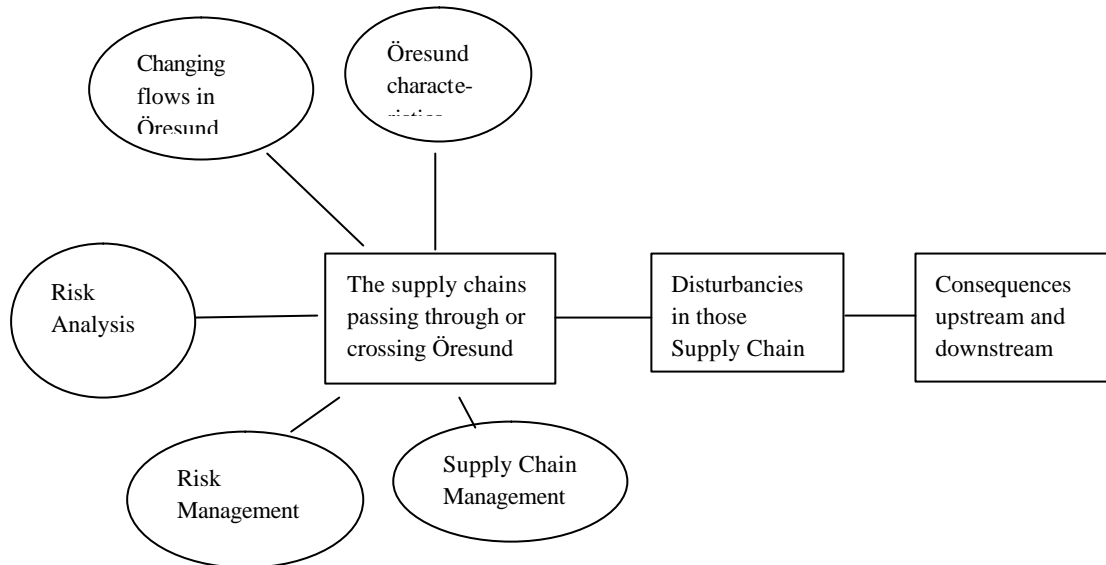 Changing
flows in
Öresund
Öresund
characte-
ristics
Risk
Analysis
The supply chains
passing through or
crossing Öresund
Disturbancies
in those
Supply Chain
Consequences
upstream and
downstream
Risk
Management
Supply Chain
Management